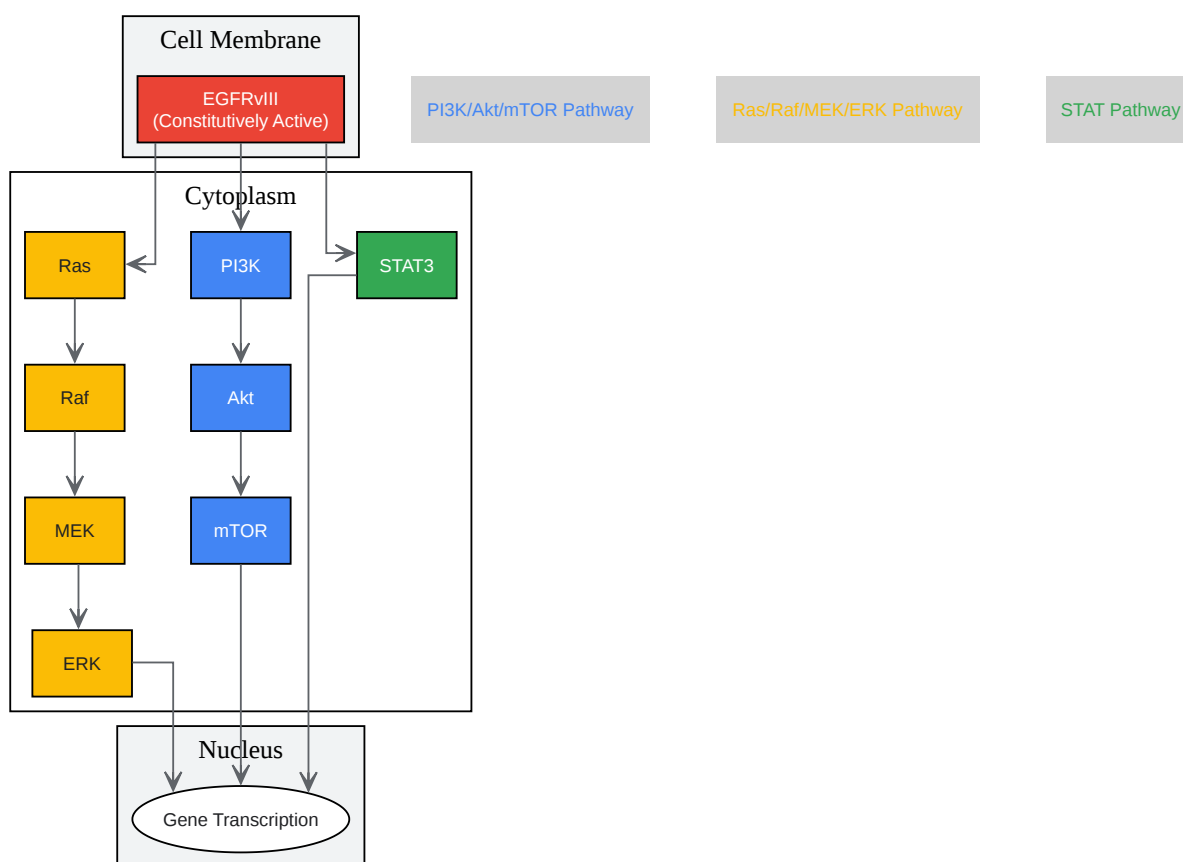 Cell Membrane
EGFRvIII
(Constitutively Active)
PI3K/Akt/mTOR Pathway
Ras/Raf/MEK/ERK Pathway
STAT Pathway
Cytoplasm
Ras
PI3K
STAT3
Raf
Akt
MEK
mTOR
ERK
Nucleus
Gene Transcription